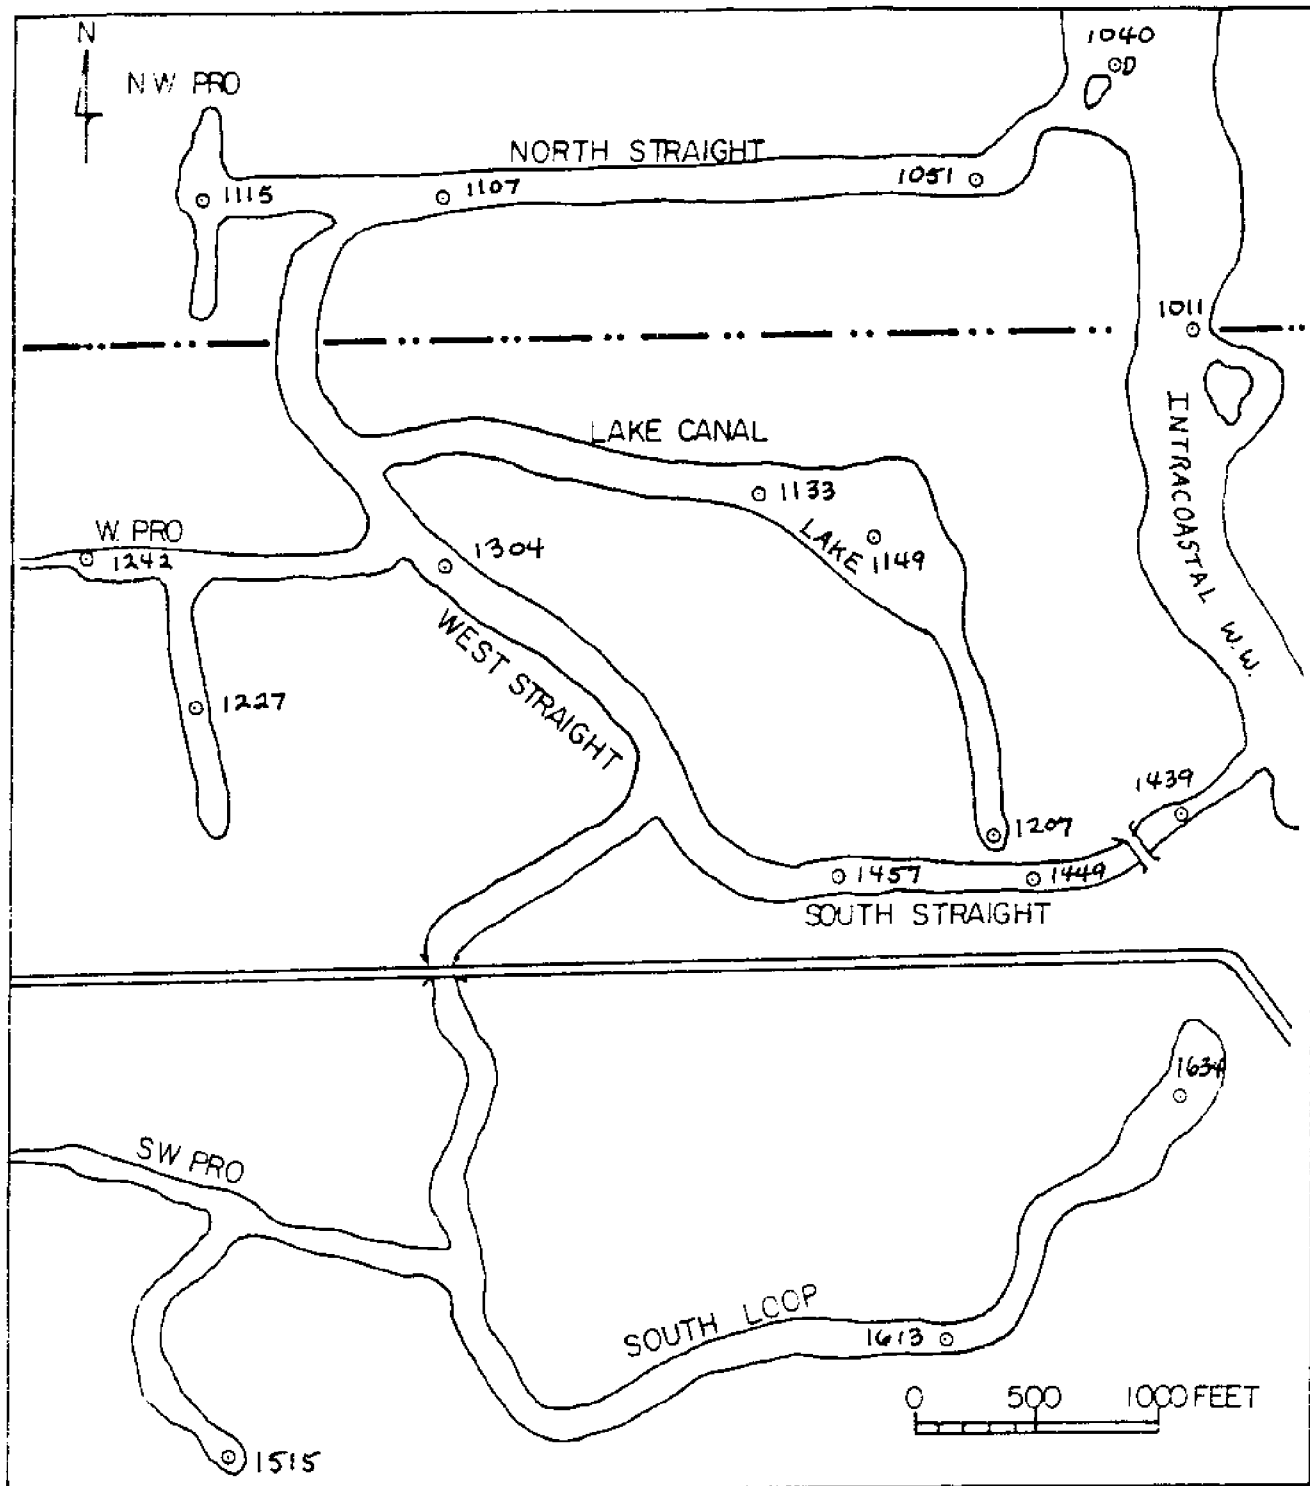 N
1040
D
NW PRO
NORTH STRAIGHT
1115
1107
1051
1011
INTRACOASTAL W.W.
LAKE CANAL
1133
LAKE
1149
W. PRO
1242
1304
WEST STRAIGHT
1227
1439
1207
1457
1449
SOUTH STRAIGHT
1634
SW PRO
SOUTH LOOP
1613
0 500 1000 FEET
1515